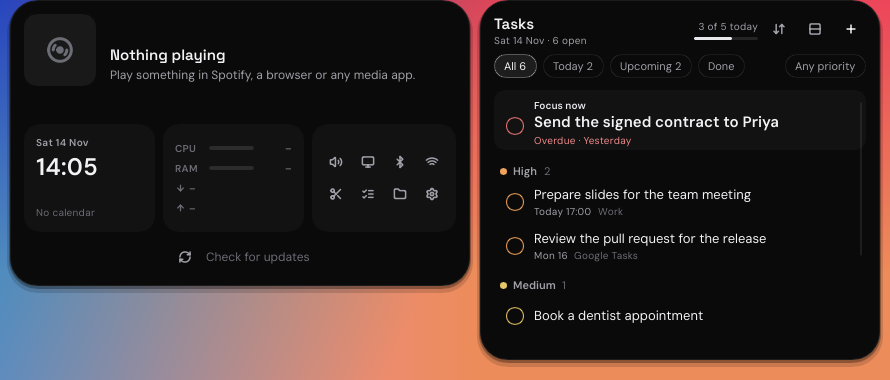 Nothing playing
Play something in Spotify, a browser or any media app.
Sat 14 Nov
14:05
No calendar
CPU –
RAM –
↓ –
↑ –
Check for updates
Tasks
Sat 14 Nov · 6 open
3 of 5 today
All 6
Today 2
Upcoming 2
Done
Any priority
Focus now
Send the signed contract to Priya
Overdue · Yesterday
High 2
Prepare slides for the team meeting
Today 17:00 Work
Review the pull request for the release
Mon 16 Google Tasks
Medium 1
Book a dentist appointment